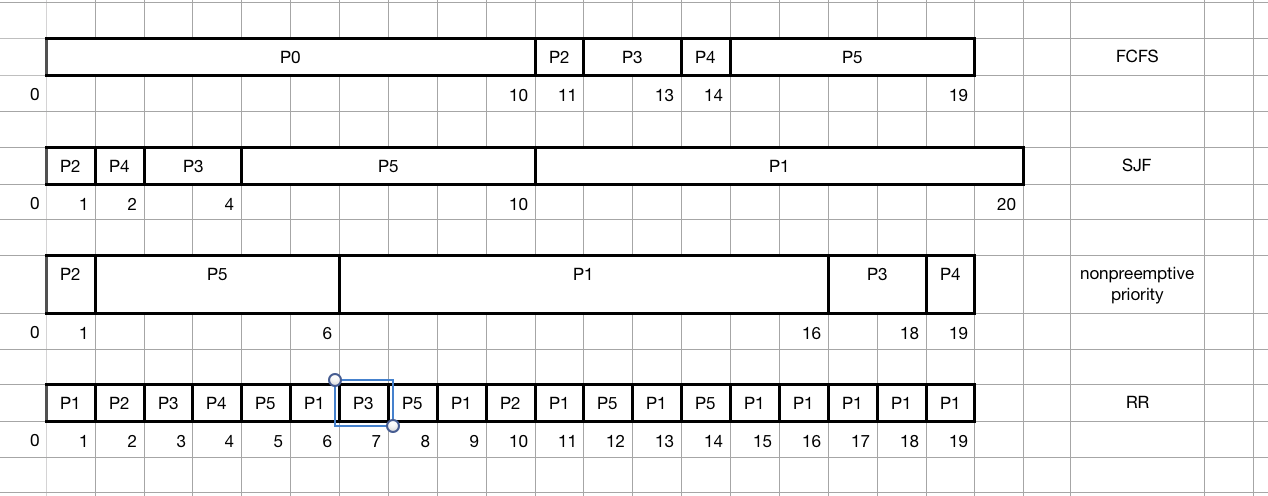 P0 P2 P3 P4 P5 FCFS
0 10 11 13 14 19
P2 P4 P3 P5 P1 SJF
0 1 2 4 10 20
P2 P5 P1 P3 P4 nonpreemptive
priority
0 1 6 16 18 19
P1 P2 P3 P4 P5 P1 P3 P5 P1 P2 P1 P5 P1 P5 P1 P1 P1 P1 P1 RR
0 1 2 3 4 5 6 7 8 9 10 11 12 13 14 15 16 17 18 19